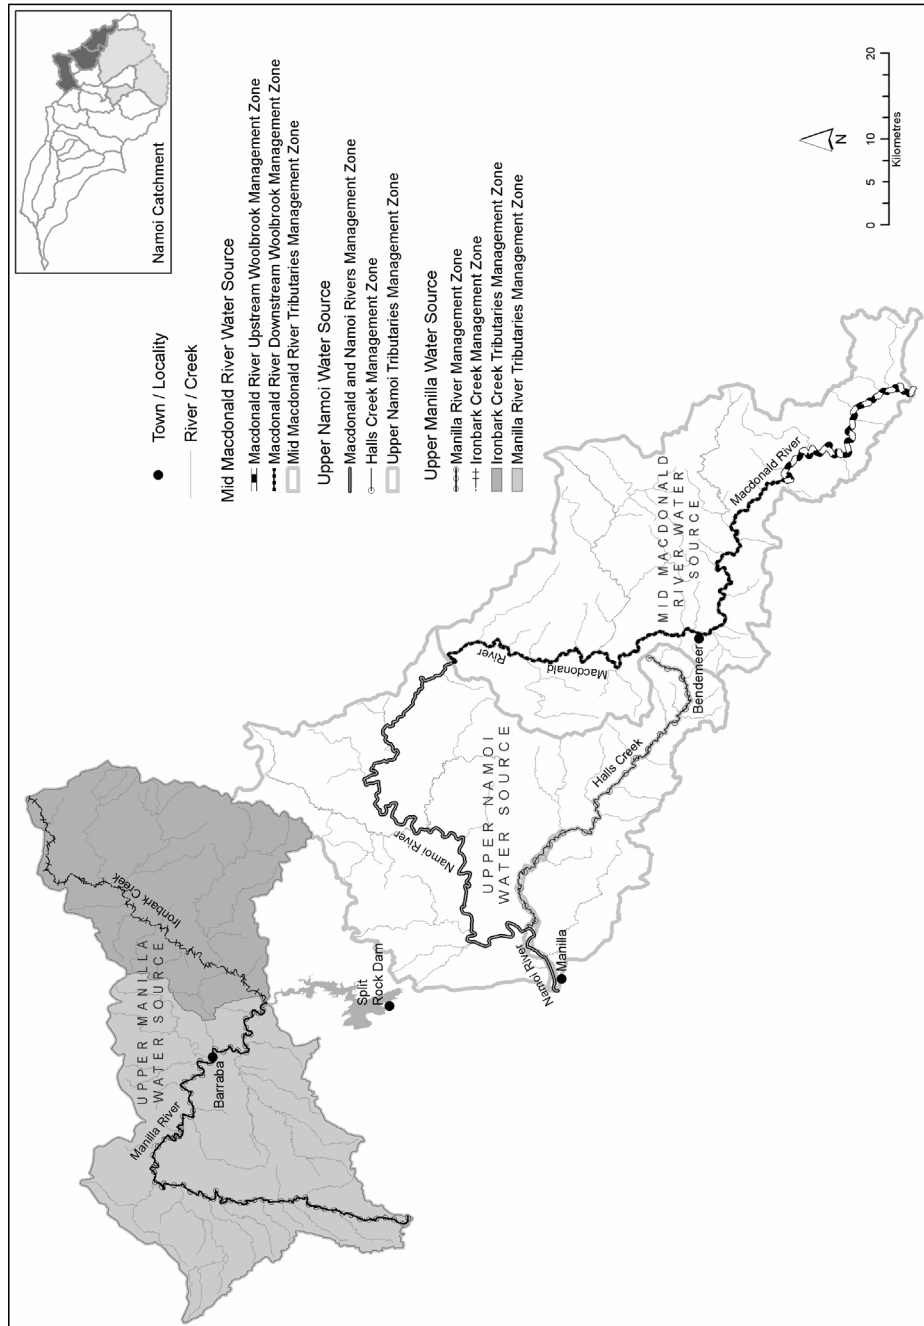 Namoi Catchment
Town / Locality
River / Creek
Mid Macdonald River Water Source
Macdonald River Upstream Woolbrook Management Zone
Macdonald River Downstream Woolbrook Management Zone
Mid Macdonald River Tributaries Management Zone
Upper Namoi Water Source
Macdonald and Namoi Rivers Management Zone
Halls Creek Management Zone
Upper Namoi Tributaries Management Zone
Upper Manilla Water Source
Manilla River Management Zone
Ironbark Creek Management Zone
Ironbark Creek Tributaries Management Zone
Manilla River Tributaries Management Zone
N
0 5 10 20
Kilometres
UPPER MANILLA
WATER SOURCE
Manilla River
Barraba
Ironbark Creek
Split
Rock Dam
Namoi River
Manilla
Namoi River
UPPER NAMOI
WATER SOURCE
Halls Creek
River
Macdonald
Bendemeer
MID MACDONALD
RIVER WATER
SOURCE
Macdonald River